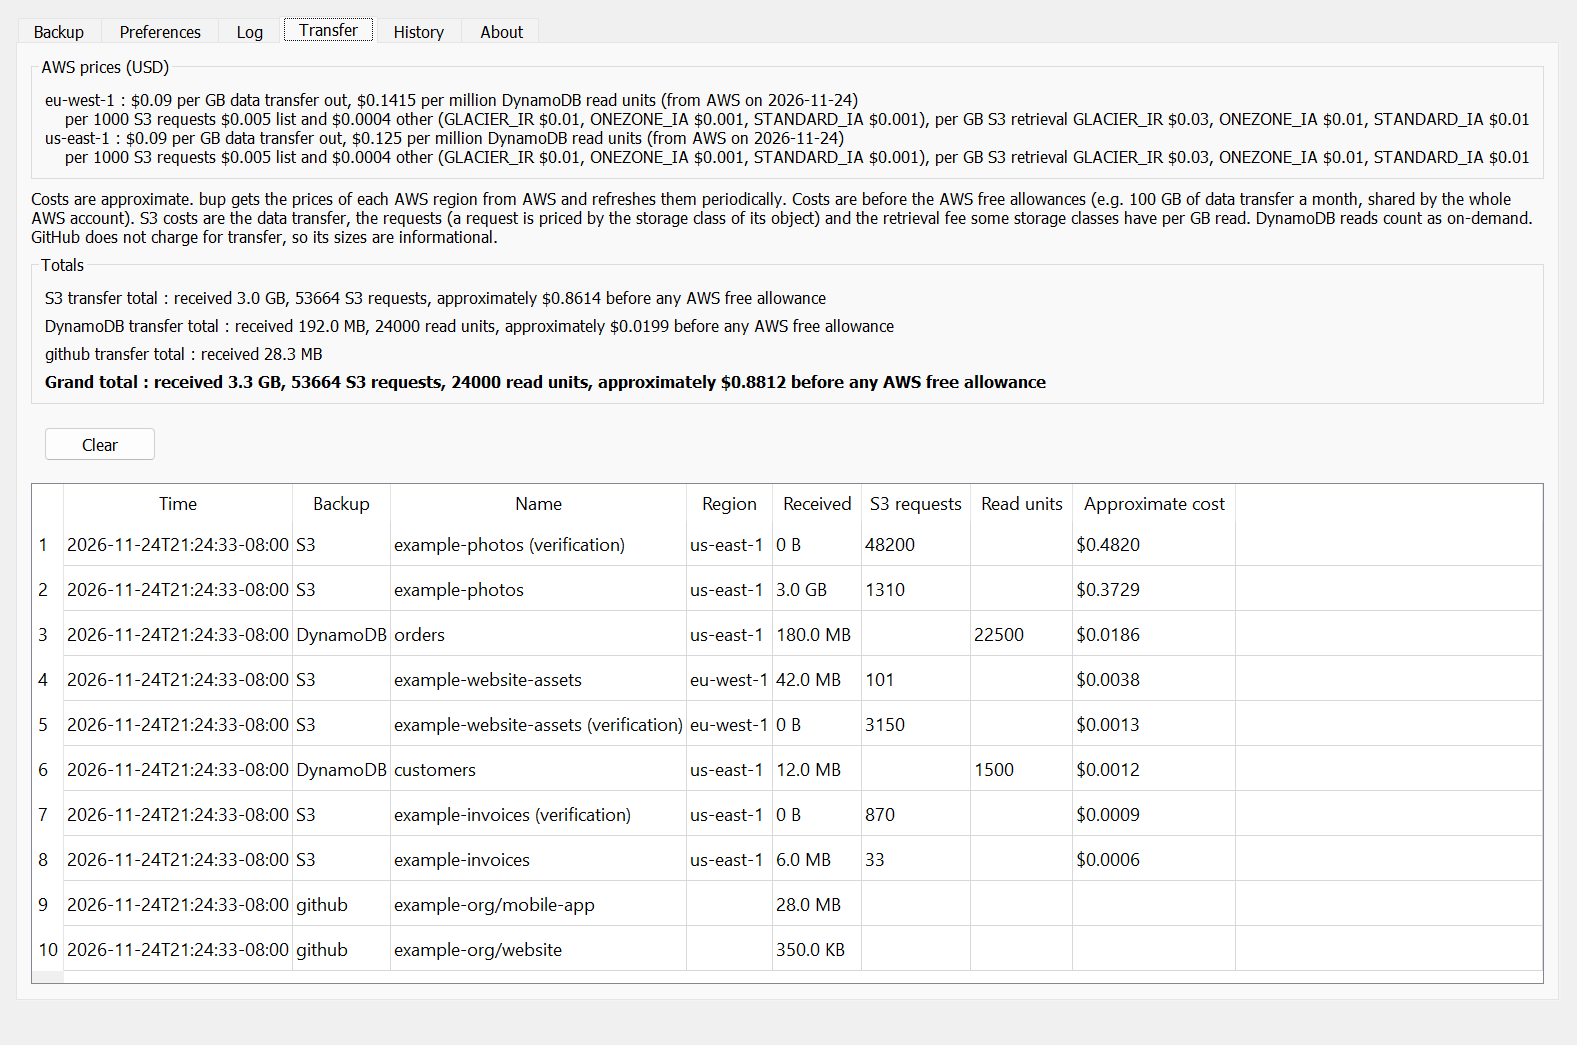 Backup Preferences Log Transfer History About
AWS prices (USD)
eu-west-1 : $0.09 per GB data transfer out, $0.1415 per million DynamoDB read units (from AWS on 2026-11-24)
per 1000 S3 requests $0.005 list and $0.0004 other (GLACIER_IR $0.01, ONEZONE_IA $0.001, STANDARD_IA $0.001), per GB S3 retrieval GLACIER_IR $0.03, ONEZONE_IA $0.01, STANDARD_IA $0.01
us-east-1 : $0.09 per GB data transfer out, $0.125 per million DynamoDB read units (from AWS on 2026-11-24)
per 1000 S3 requests $0.005 list and $0.0004 other (GLACIER_IR $0.01, ONEZONE_IA $0.001, STANDARD_IA $0.001), per GB S3 retrieval GLACIER_IR $0.03, ONEZONE_IA $0.01, STANDARD_IA $0.01
Costs are approximate. bup gets the prices of each AWS region from AWS and refreshes them periodically. Costs are before the AWS free allowances (e.g. 100 GB of data transfer a month, shared by the whole
AWS account). S3 costs are the data transfer, the requests (a request is priced by the storage class of its object) and the retrieval fee some storage classes have per GB read. DynamoDB reads count as on-demand.
GitHub does not charge for transfer, so its sizes are informational.
Totals
S3 transfer total : received 3.0 GB, 53664 S3 requests, approximately $0.8614 before any AWS free allowance
DynamoDB transfer total : received 192.0 MB, 24000 read units, approximately $0.0199 before any AWS free allowance
github transfer total : received 28.3 MB
Grand total : received 3.3 GB, 53664 S3 requests, 24000 read units, approximately $0.8812 before any AWS free allowance
Clear
Time Backup Name Region Received S3 requests Read units Approximate cost
1 2026-11-24T21:24:33-08:00 S3 example-photos (verification) us-east-1 0 B 48200 $0.4820
2 2026-11-24T21:24:33-08:00 S3 example-photos us-east-1 3.0 GB 1310 $0.3729
3 2026-11-24T21:24:33-08:00 DynamoDB orders us-east-1 180.0 MB 22500 $0.0186
4 2026-11-24T21:24:33-08:00 S3 example-website-assets eu-west-1 42.0 MB 101 $0.0038
5 2026-11-24T21:24:33-08:00 S3 example-website-assets (verification) eu-west-1 0 B 3150 $0.0013
6 2026-11-24T21:24:33-08:00 DynamoDB customers us-east-1 12.0 MB 1500 $0.0012
7 2026-11-24T21:24:33-08:00 S3 example-invoices (verification) us-east-1 0 B 870 $0.0009
8 2026-11-24T21:24:33-08:00 S3 example-invoices us-east-1 6.0 MB 33 $0.0006
9 2026-11-24T21:24:33-08:00 github example-org/mobile-app 28.0 MB
10 2026-11-24T21:24:33-08:00 github example-org/website 350.0 KB